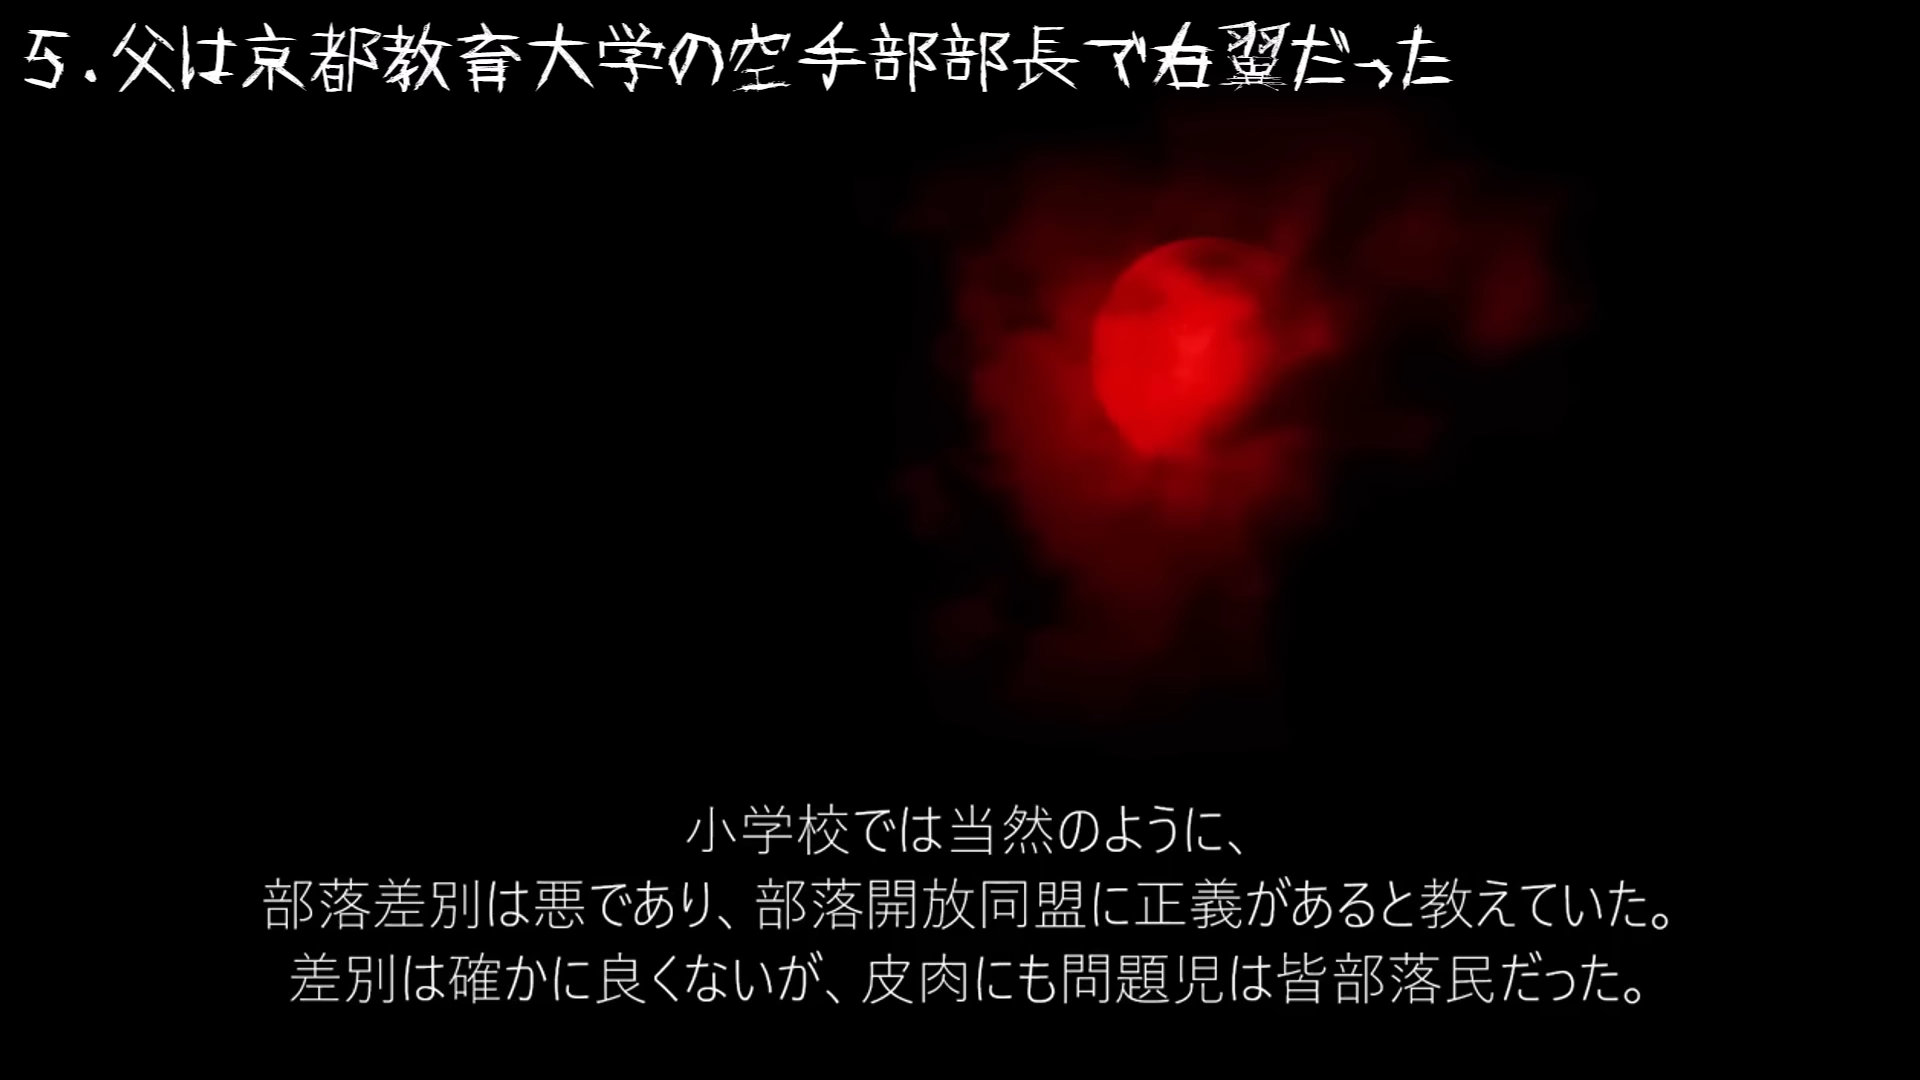 5.父は京都教育大学の空手部部長で右翼だった
小学校では当然のように、
部落差別は悪であり、部落開放同盟に正義があると教えていた。
差別は確かに良くないが、皮肉にも問題児は皆部落民だった。